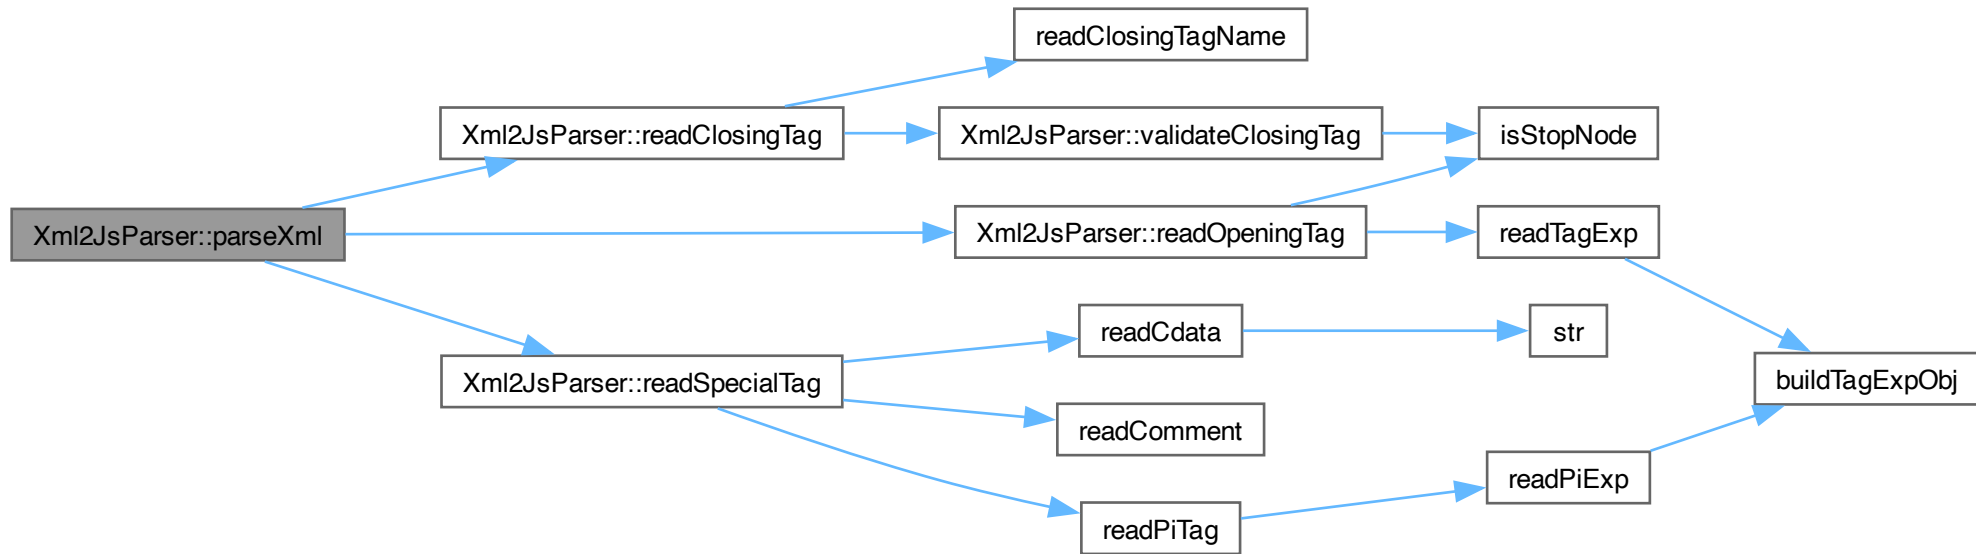 readClosingTagName
Xml2JsParser::readClosingTag
Xml2JsParser::validateClosingTag
isStopNode
Xml2JsParser::parseXml
Xml2JsParser::readOpeningTag
readTagExp
readCdata
str
Xml2JsParser::readSpecialTag
buildTagExpObj
readComment
readPiExp
readPiTag